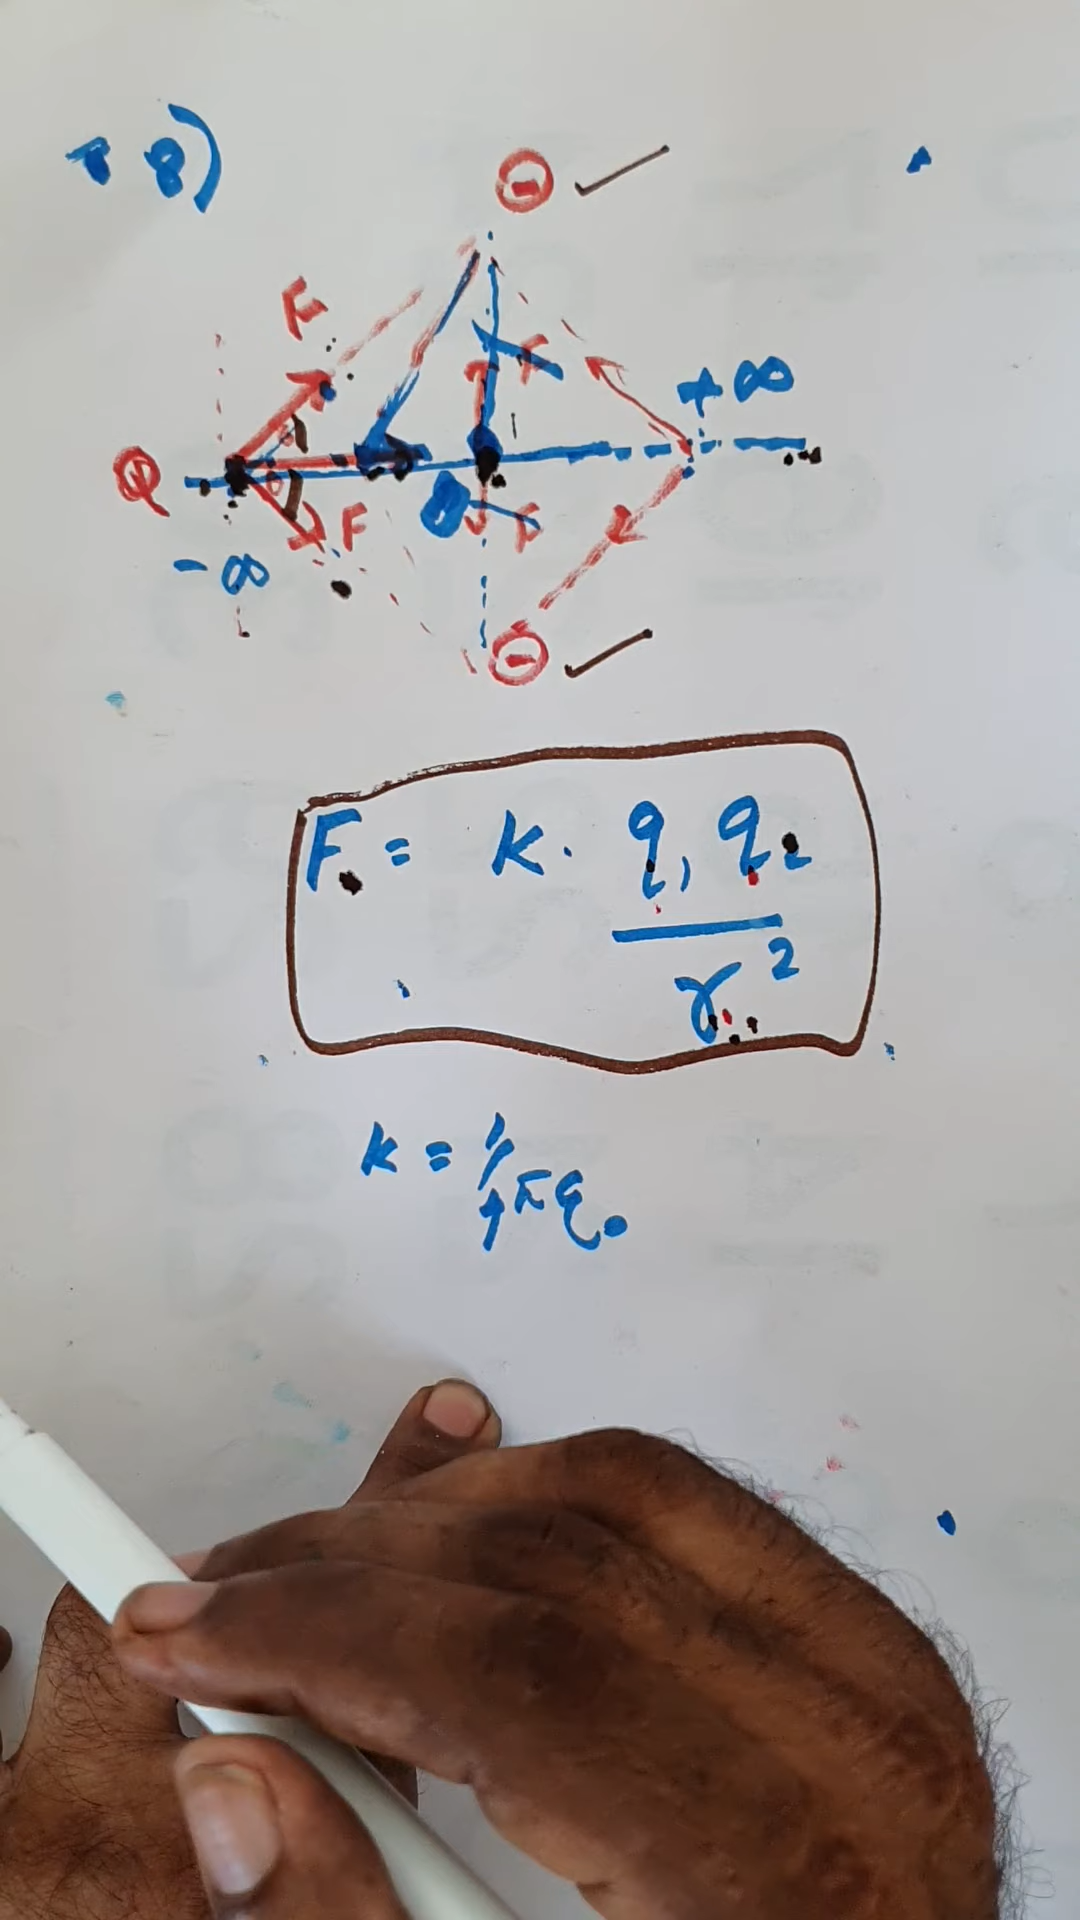 8)
⊖
F
+∞
F
Q
F
F
-∞
⊖
F = k. q₁ q₂
r²
k = 1/4πε₀